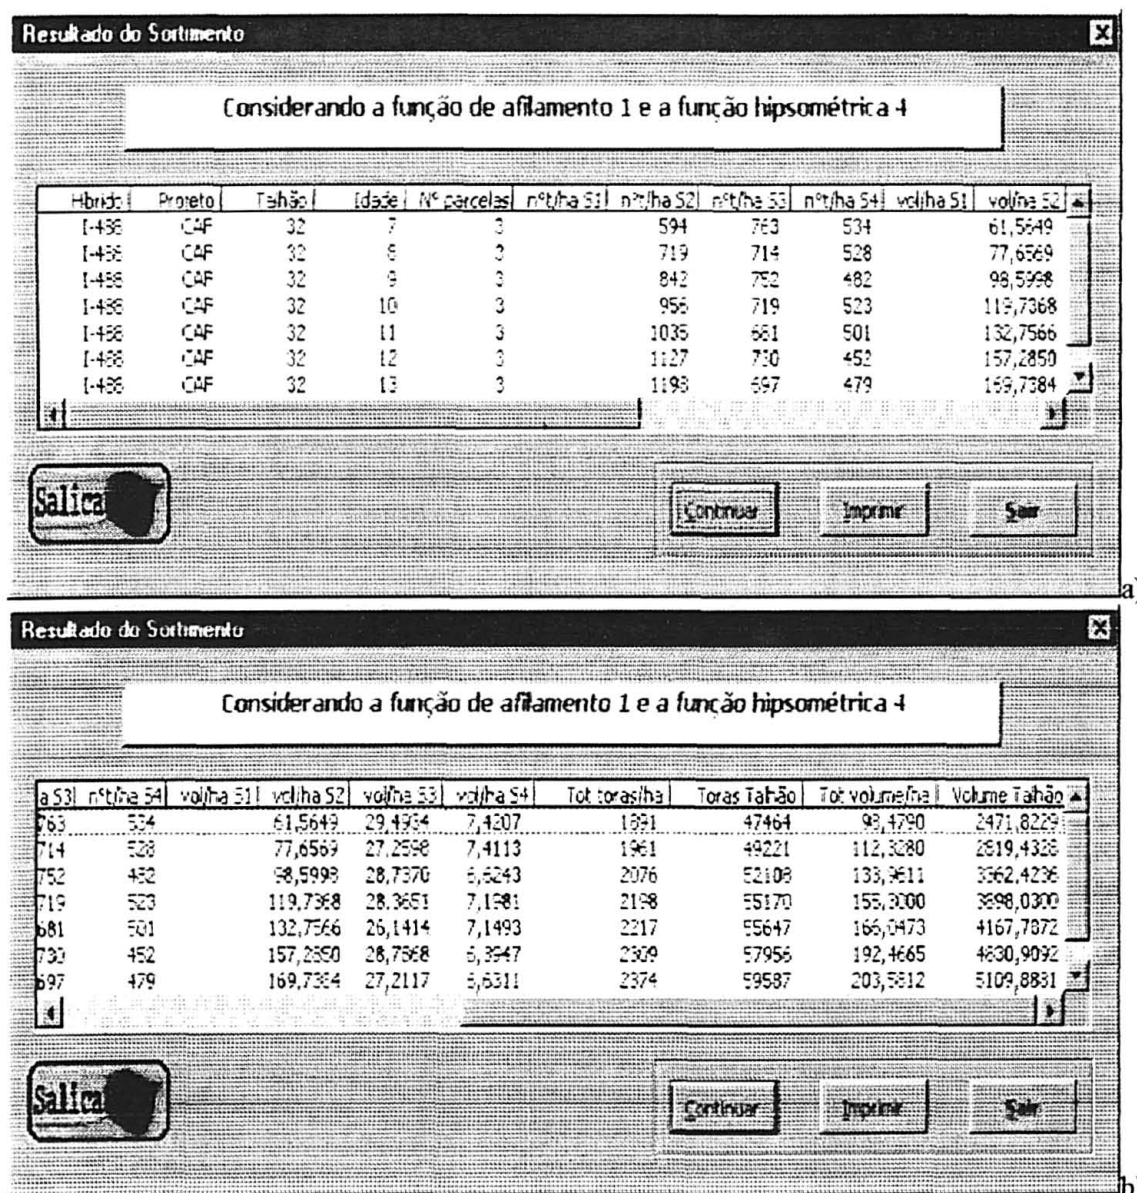 Resultado do Sortimento
Considerando a função de afilamento 1 e a função hipsométrica 4
Híbrido Projeto Talhão Idade Nº parcelas nºt/ha S1 nºt/ha S2 nºt/ha S3 nºt/ha S4 vol/ha S1 vol/ha S2
I-488 CAF 32 7 3 594 763 534 61,5649
I-488 CAF 32 8 3 719 714 528 77,6569
I-488 CAF 32 9 3 842 752 482 98,5998
I-488 CAF 32 10 3 956 719 523 119,7368
I-488 CAF 32 11 3 1035 681 501 132,7566
I-488 CAF 32 12 3 1127 730 452 157,2850
I-488 CAF 32 13 3 1198 697 479 169,7384
Salica
Continuar Imprimir Sair
a)
Resultado do Sortimento
Considerando a função de afilamento 1 e a função hipsométrica 4
a S3 nºt/ha S4 vol/ha S1 vol/ha S2 vol/ha S3 vol/ha S4 Tot toras/ha Toras Talhão Tot volume/ha Volume Talhão
763 534 61,5649 29,4934 7,4207 1891 47464 98,4790 2471,8229
714 528 77,6569 27,2598 7,4113 1961 49221 112,3280 2819,4328
752 482 98,5998 28,7370 6,6243 2076 52108 133,9611 3362,4236
719 523 119,7368 28,3651 7,1981 2198 55170 155,3000 3898,0300
681 501 132,7566 26,1414 7,1493 2217 55647 166,0473 4167,7872
730 452 157,2850 28,7868 6,3947 2309 57956 192,4665 4830,9092
697 479 169,7384 27,2117 6,6311 2374 59587 203,5812 5109,8881
Salica
Continuar Imprimir Sair
b